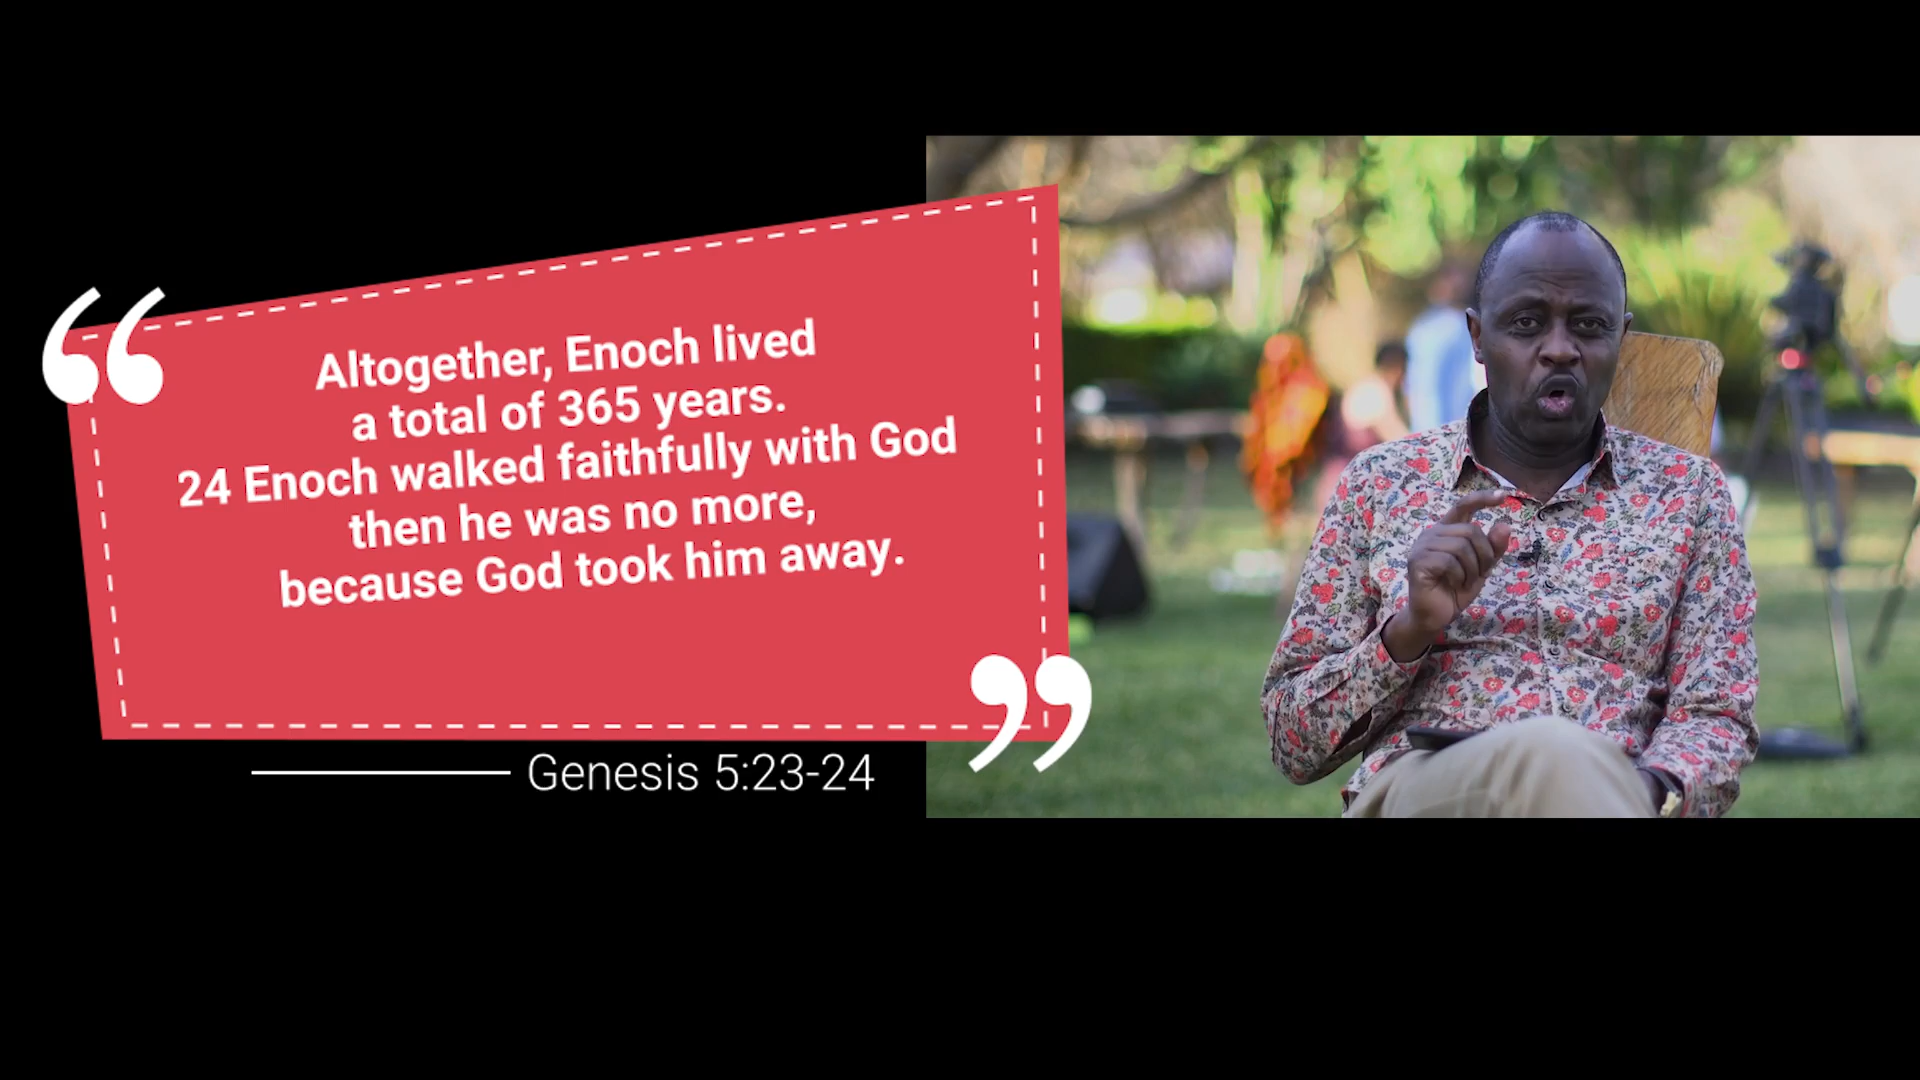 “
Altogether, Enoch lived
a total of 365 years.
24 Enoch walked faithfully with God
then he was no more,
because God took him away.
”
Genesis 5:23-24